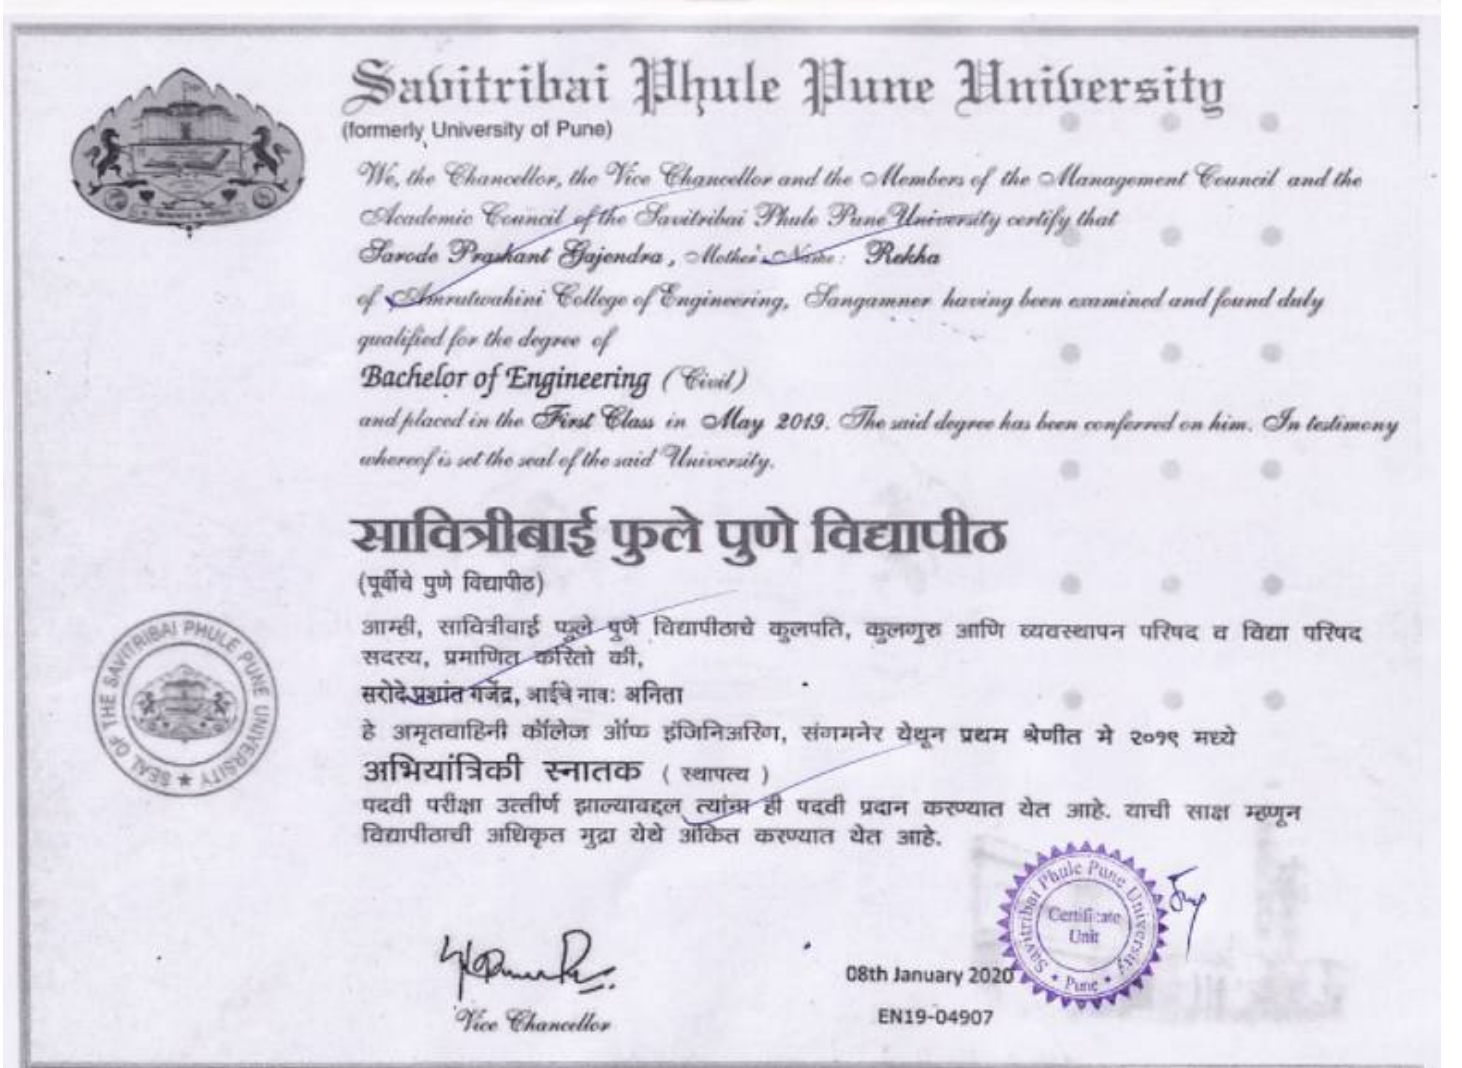 Savitribai Phule Pune University
(formerly University of Pune)
We, the Chancellor, the Vice Chancellor and the Members of the Management Council and the
Academic Council of the Savitribai Phule Pune University certify that
Sarode Prashant Gajendra, Mother's Name: Rekha
of Amrutvahini College of Engineering, Sangamner having been examined and found duly
qualified for the degree of
Bachelor of Engineering (Civil)
and placed in the First Class in May 2019. The said degree has been conferred on him. In testimony
whereof is set the seal of the said University.
सावित्रीबाई फुले पुणे विद्यापीठ
(पूर्वीचे पुणे विद्यापीठ)
आम्ही, सावित्रीबाई फुले पुणे विद्यापीठाचे कुलपति, कुलगुरु आणि व्यवस्थापन परिषद व विद्या परिषद
सदस्य, प्रमाणित करितो की,
सरोदे प्रशांत गजेंद्र, आईचे नाव: अनिता
हे अमृतवाहिनी कॉलेज ऑफ इंजिनिअरिंग, संगमनेर येथून प्रथम श्रेणीत मे २०१९ मध्ये
अभियांत्रिकी स्नातक ( स्थापत्य )
पदवी परीक्षा उत्तीर्ण झाल्याबद्दल त्यांना ही पदवी प्रदान करण्यात येत आहे. याची साक्ष म्हणून
विद्यापीठाची अधिकृत मुद्रा येथे अंकित करण्यात येत आहे.
SEAL OF THE SAVITRIBAI PHULE PUNE UNIVERSITY
Vice Chancellor
08th January 2020
EN19-04907
Savitribai Phule Pune University
Certificate
Unit
Pune